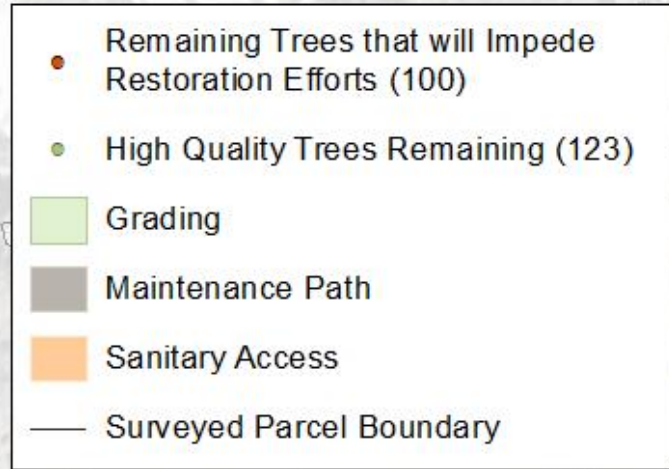 Remaining Trees that will Impede
Restoration Efforts (100)
High Quality Trees Remaining (123)
Grading
Maintenance Path
Sanitary Access
Surveyed Parcel Boundary